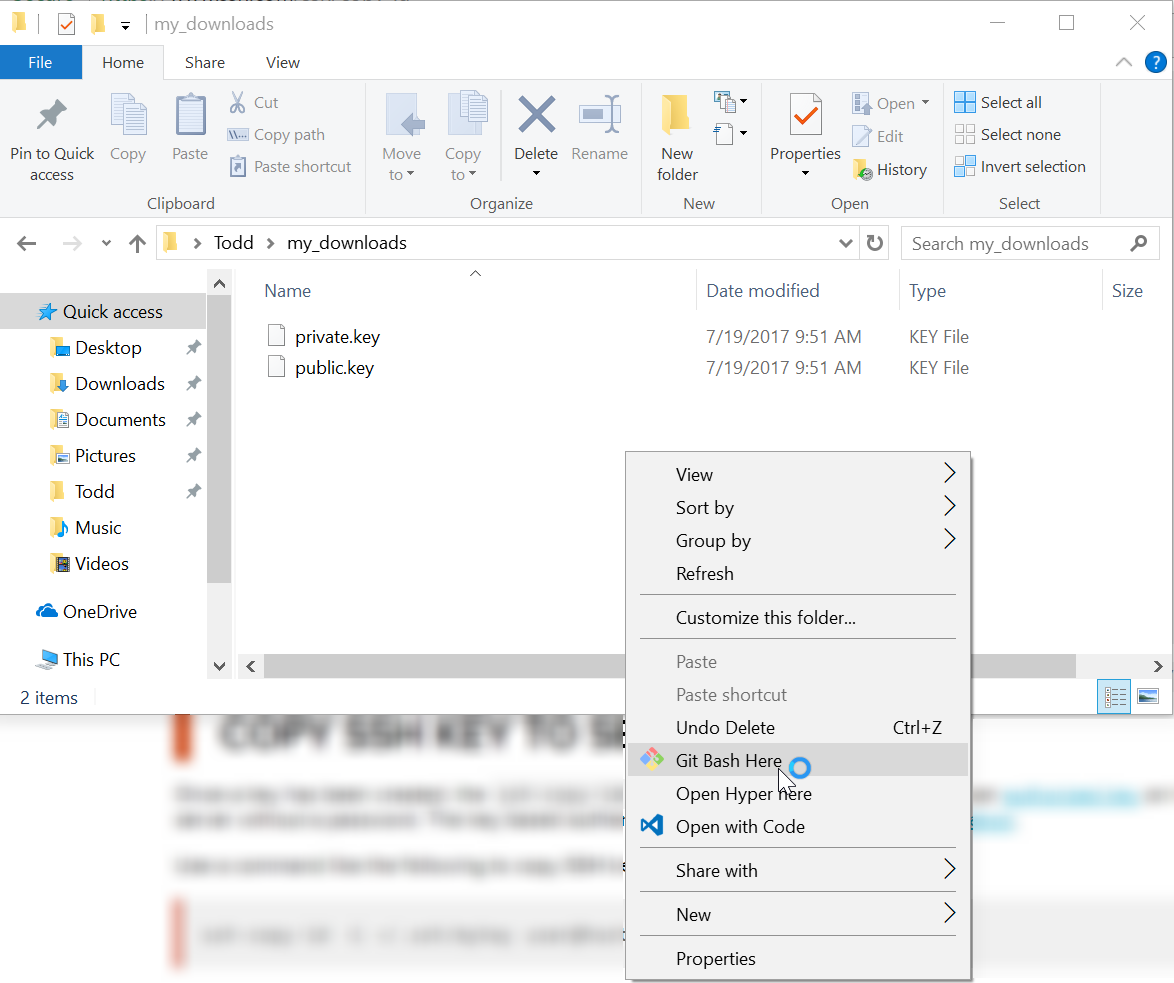 my_downloads
File Home Share View
Pin to Quick access
Copy
Paste
Cut
Copy path
Paste shortcut
Clipboard
Move to
Copy to
Delete
Rename
Organize
New folder
New
Properties
Open
Edit
History
Open
Select all
Select none
Invert selection
Select
Todd my_downloads
Search my_downloads
Name Date modified Type Size
private.key 7/19/2017 9:51 AM KEY File
public.key 7/19/2017 9:51 AM KEY File
Quick access
Desktop
Downloads
Documents
Pictures
Todd
Music
Videos
OneDrive
This PC
2 items
View
Sort by
Group by
Refresh
Customize this folder...
Paste
Paste shortcut
Undo Delete Ctrl+Z
Git Bash Here
Open Hyper here
Open with Code
Share with
New
Properties
COPY SSH KEY TO